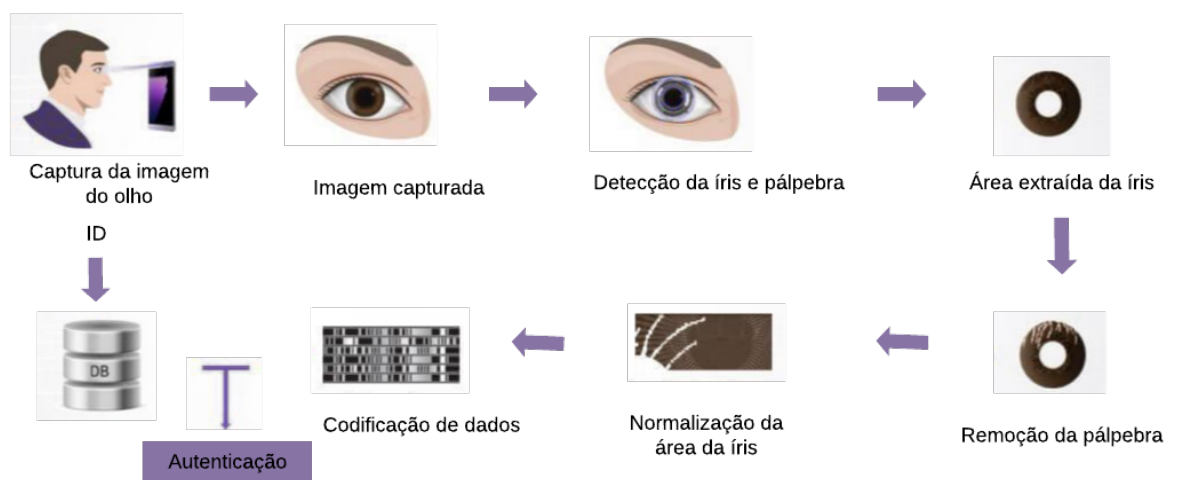 Captura da imagem
do olho
Imagem capturada
Detecção da íris e pálpebra
Área extraída da íris
ID
DB
Autenticação
Codificação de dados
Normalização da
área da íris
Remoção da pálpebra